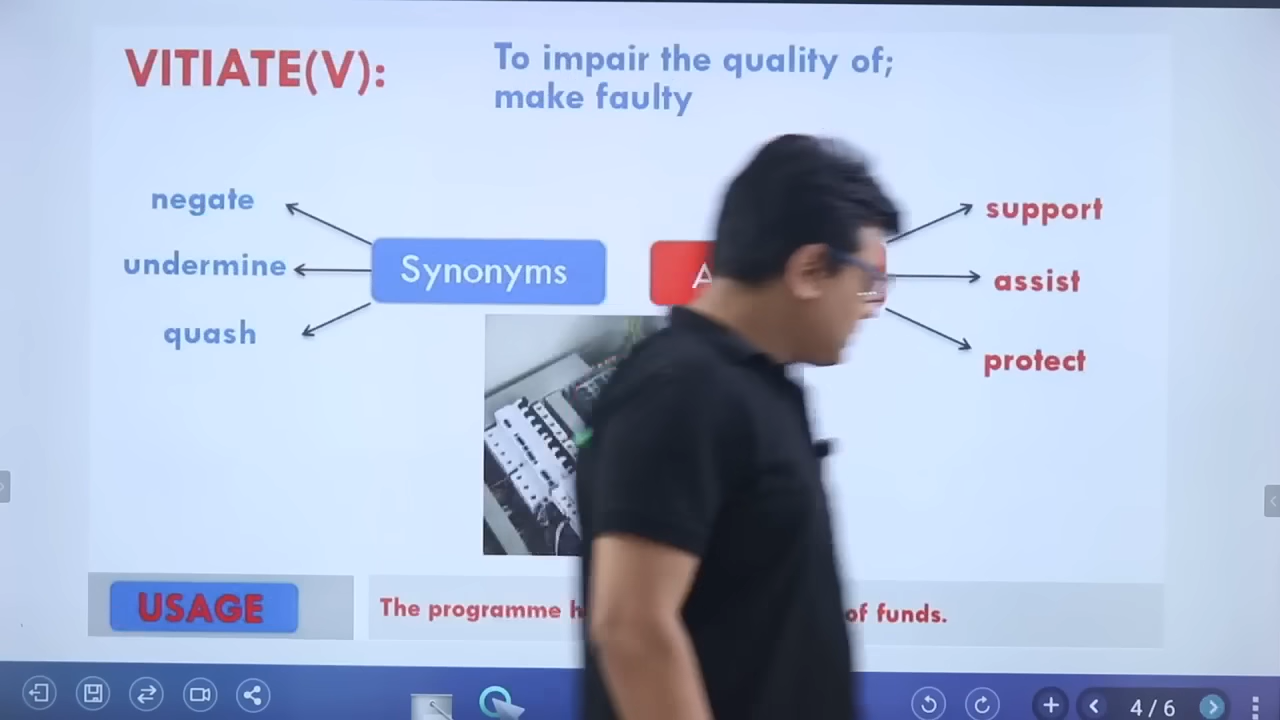 VITIATE(V):
To impair the quality of;
make faulty
negate
undermine
quash
Synonyms
support
assist
protect
USAGE
The programme
of funds.
4 / 6